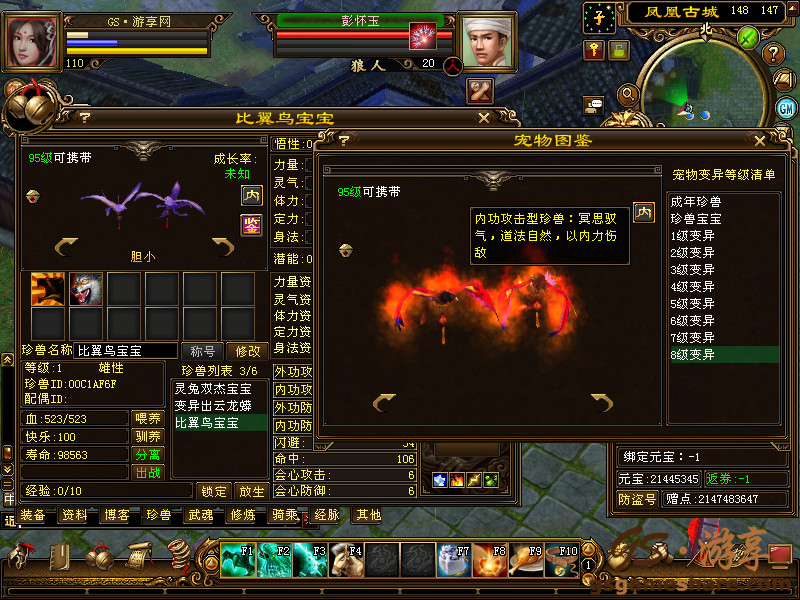 GS·游享网
110
彭怀玉
狼人
20
子
凤凰古城 148 147
北
GM
比翼鸟宝宝
95级可携带
成长率:
未知
内
鉴
胆小
珍兽名称 比翼鸟宝宝 称号 修改
等级:1 雄性
珍兽ID:00C1AF6F
配偶ID:
珍兽列表 3/6
灵兔双杰宝宝
变异出云龙蟒
比翼鸟宝宝
血:523/523 喂养
快乐:100 驯养
寿命:98563 分离
出战
经验:0/10 锁定 放生
悟性:0
力量:
灵气:
体力:
定力:
身法:
潜能:0
力量资
灵气资
体力资
定力资
身法资
外功攻
内功攻
外功防
内功防
闪避: 54
命中: 106
会心攻击: 6
会心防御: 6
宠物图鉴
95级可携带
内
内功攻击型珍兽:冥思驭
气,道法自然,以内力伤
敌
宠物变异等级清单
成年珍兽
珍兽宝宝
1级变异
2级变异
3级变异
4级变异
5级变异
6级变异
7级变异
8级变异
绑定元宝:-1
元宝:21445345 返券:-1
防盗号 赠点:2147483647
装备 资料 博客 珍兽 武魂 修炼 骑乘 经脉 其他
F1 F2 F3 F4 F7 F8 F9 F10
1
GS·游享网